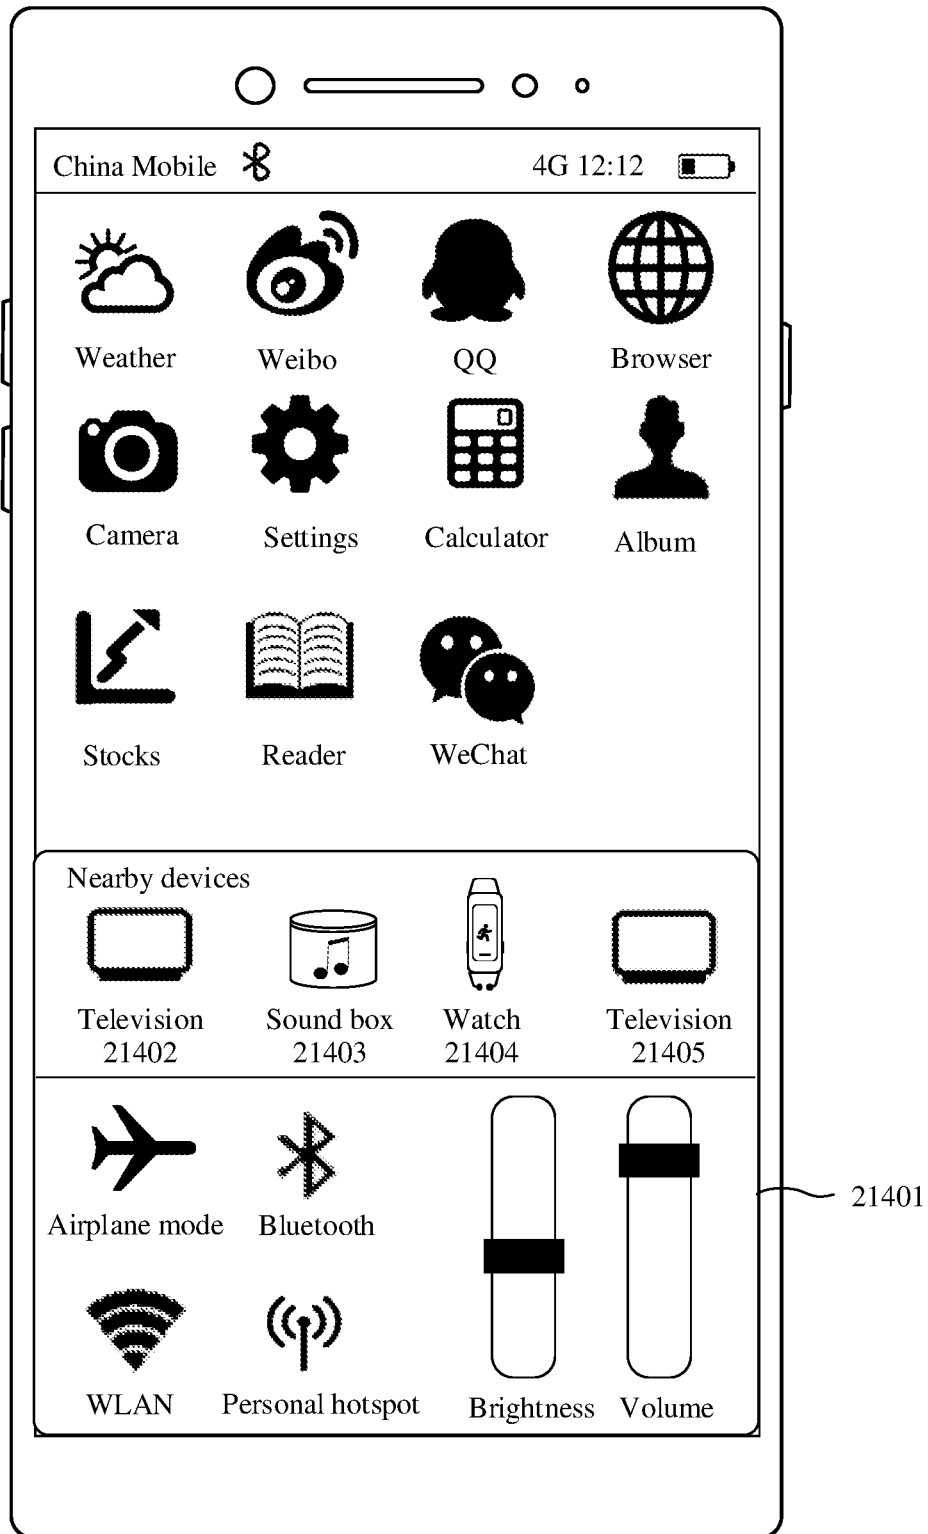 China Mobile 4G 12:12
Weather Weibo QQ Browser
Camera Settings Calculator Album
Stocks Reader WeChat
Nearby devices
Television Sound box Watch Television
21402 21403 21404 21405
21401
Airplane mode Bluetooth
WLAN Personal hotspot Brightness Volume